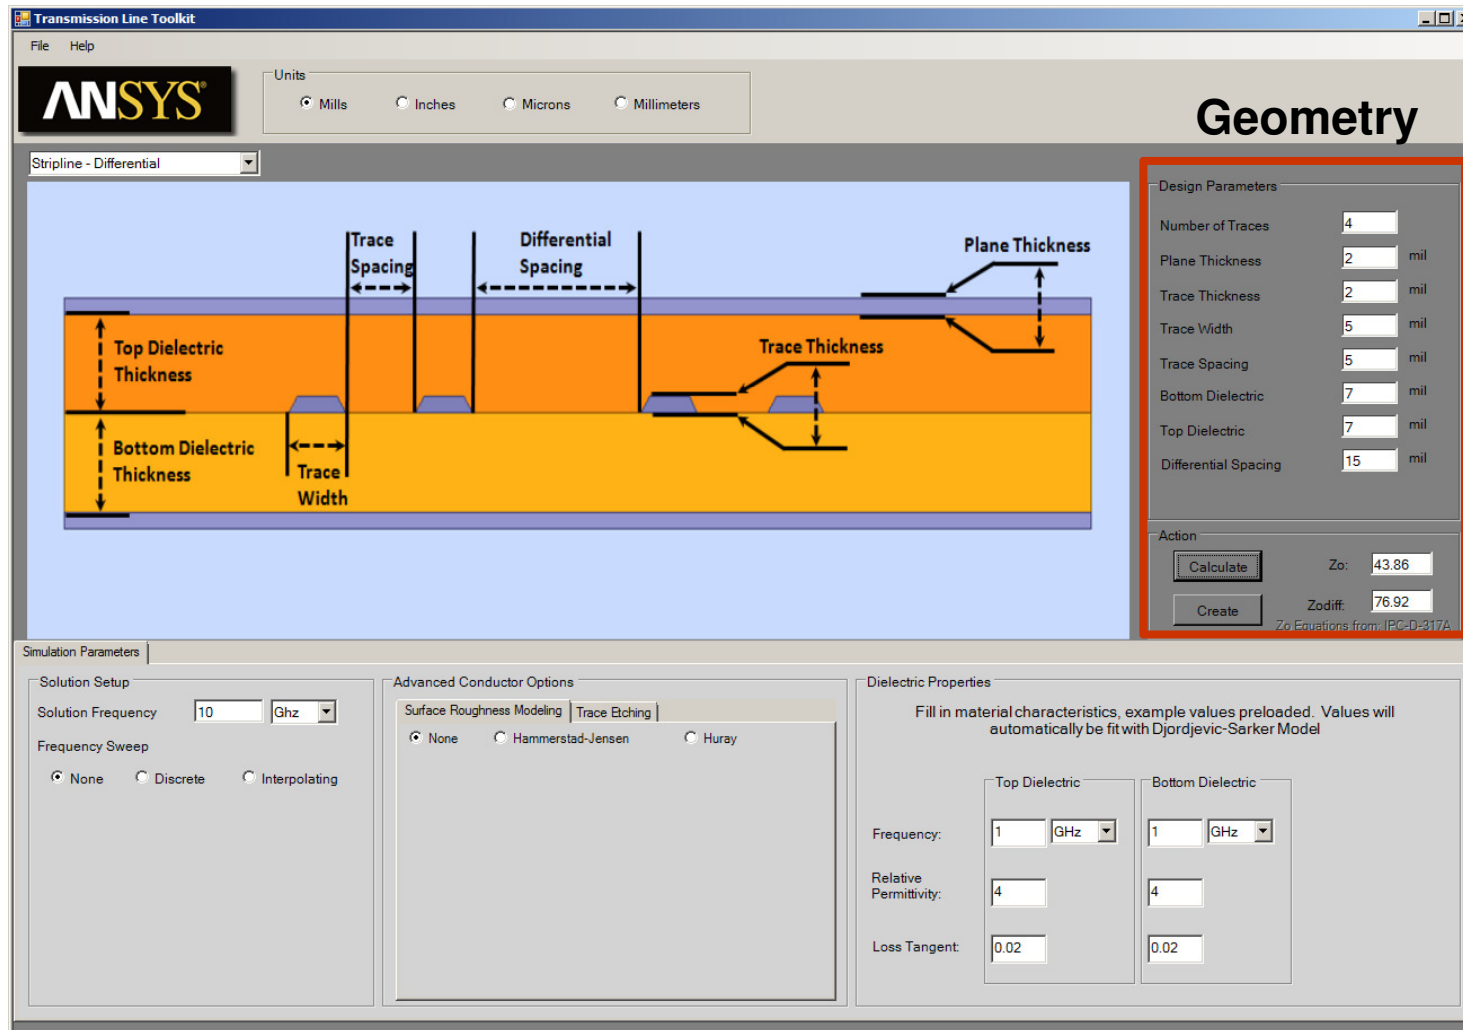 Transmission Line Toolkit
File Help
ANSYS®
Units
Mills Inches Microns Millimeters
Geometry
Stripline - Differential
Trace
Spacing
Differential
Spacing
Plane Thickness
Top Dielectric
Thickness
Trace Thickness
Bottom Dielectric
Thickness
Trace
Width
Design Parameters
Number of Traces 4
Plane Thickness 2 mil
Trace Thickness 2 mil
Trace Width 5 mil
Trace Spacing 5 mil
Bottom Dielectric 7 mil
Top Dielectric 7 mil
Differential Spacing 15 mil
Action
Calculate Zo: 43.86
Create Zodiff: 76.92
Zo Equations from: IPC-D-317A
Simulation Parameters
Solution Setup
Solution Frequency 10 Ghz
Frequency Sweep
None Discrete Interpolating
Advanced Conductor Options
Surface Roughness Modeling Trace Etching
None Hammerstad-Jensen Huray
Dielectric Properties
Fill in material characteristics, example values preloaded. Values will
automatically be fit with Djordjevic-Sarker Model
Top Dielectric Bottom Dielectric
Frequency: 1 GHz 1 GHz
Relative
Permittivity: 4 4
Loss Tangent: 0.02 0.02